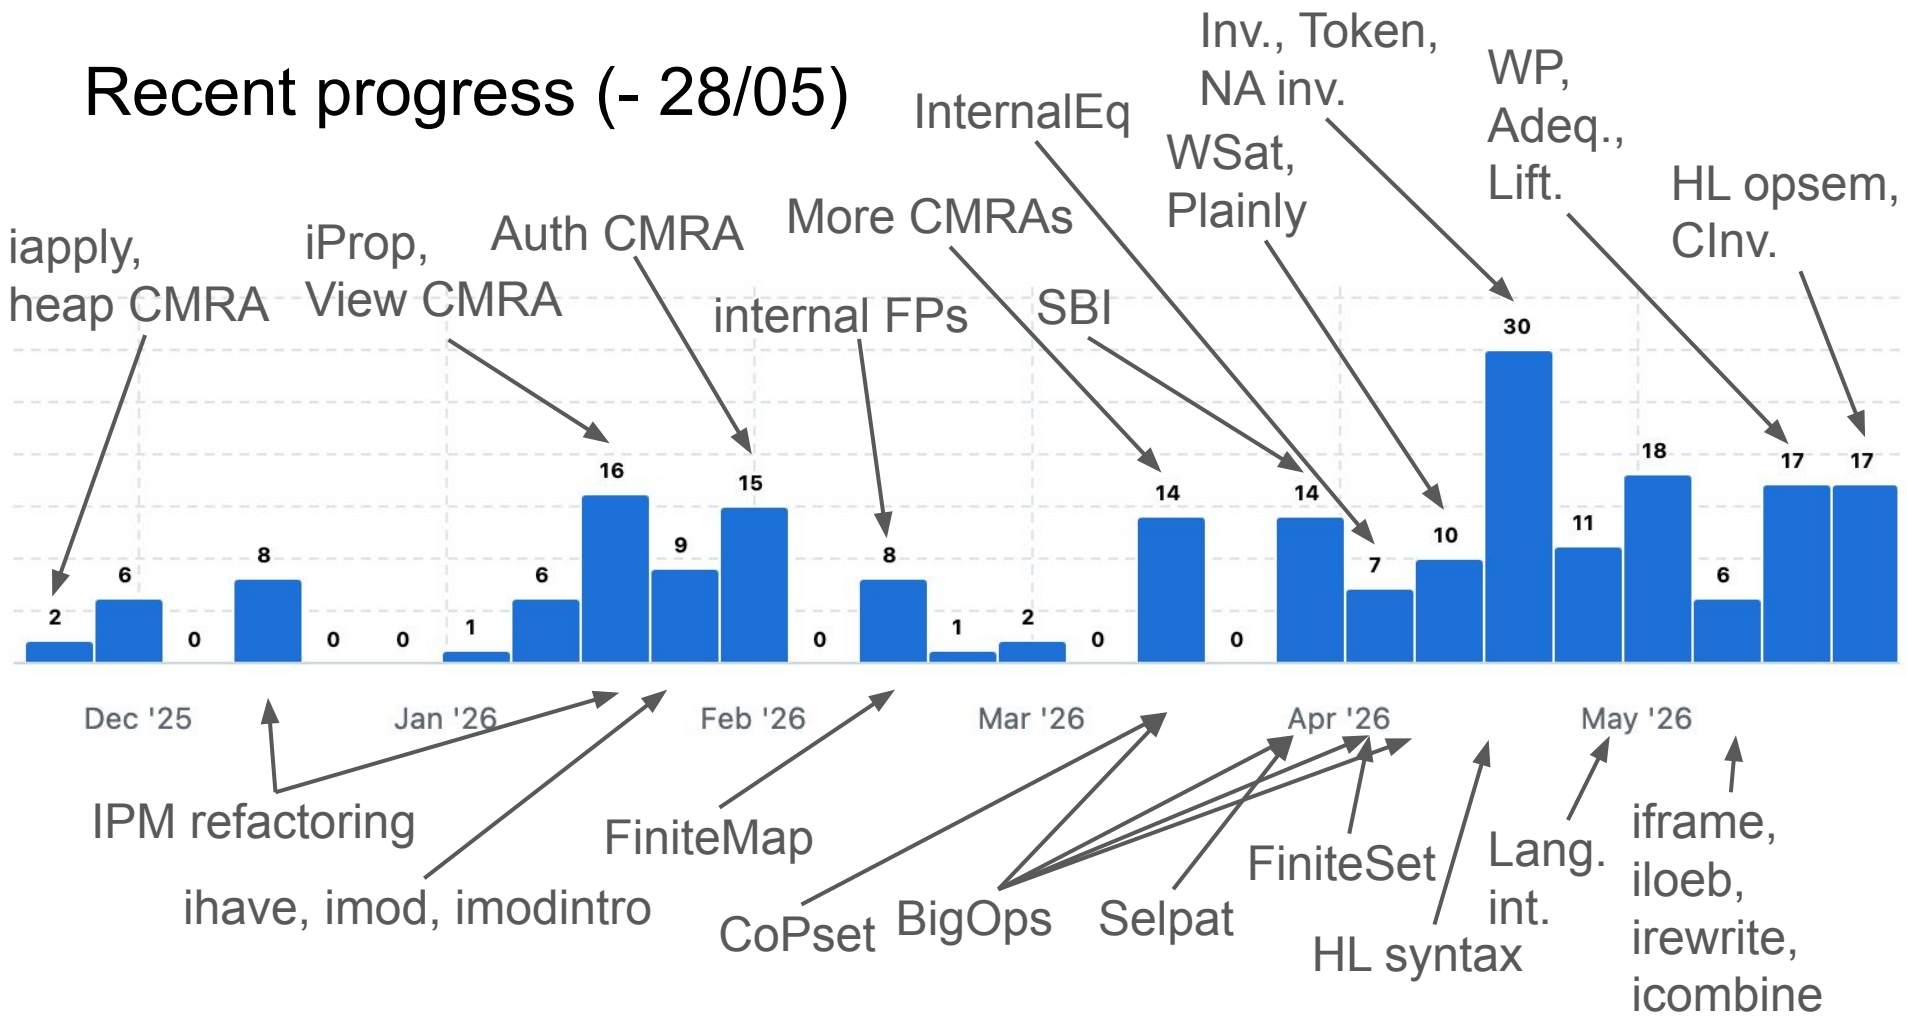 Recent progress (- 28/05)
iapply,
heap CMRA
iProp,
View CMRA
Auth CMRA
internal FPs
More CMRAs
InternalEq
SBI
WSat,
Plainly
Inv., Token,
NA inv.
WP,
Adeq.,
Lift.
HL opsem,
CInv.
2
6
0
8
0
0
1
6
16
9
15
0
8
1
2
0
14
0
14
7
10
30
11
18
6
17
17
Dec '25
Jan '26
Feb '26
Mar '26
Apr '26
May '26
IPM refactoring
ihave, imod, imodintro
FiniteMap
CoPset
BigOps
Selpat
FiniteSet
HL syntax
Lang.
int.
iframe,
iloeb,
irewrite,
icombine